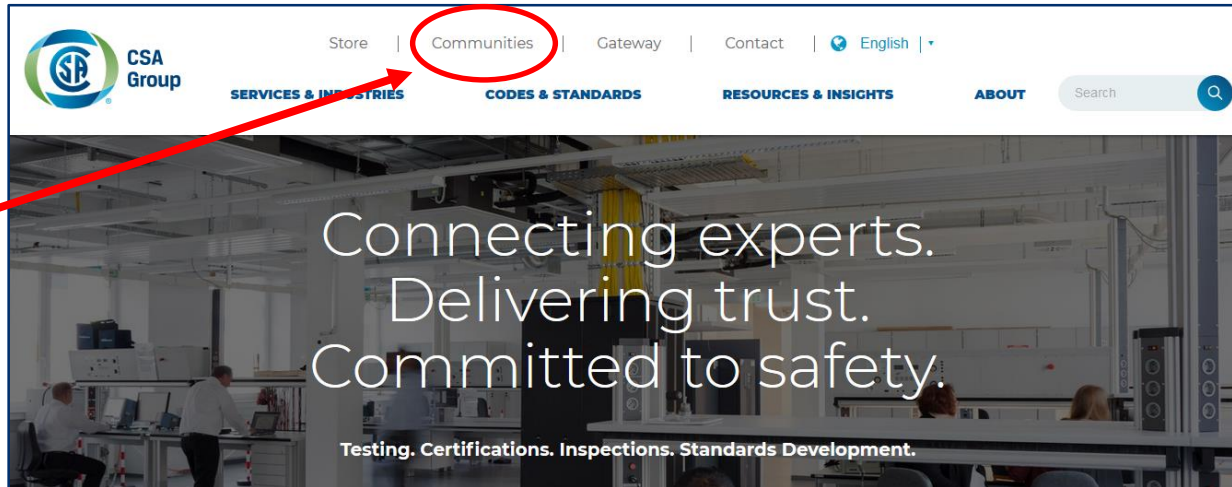 Store | Communities | Gateway | Contact | English
CSA
Group
SERVICES & INDUSTRIES CODES & STANDARDS RESOURCES & INSIGHTS ABOUT Search
Connecting experts.
Delivering trust.
Committed to safety.
Testing. Certifications. Inspections. Standards Development.